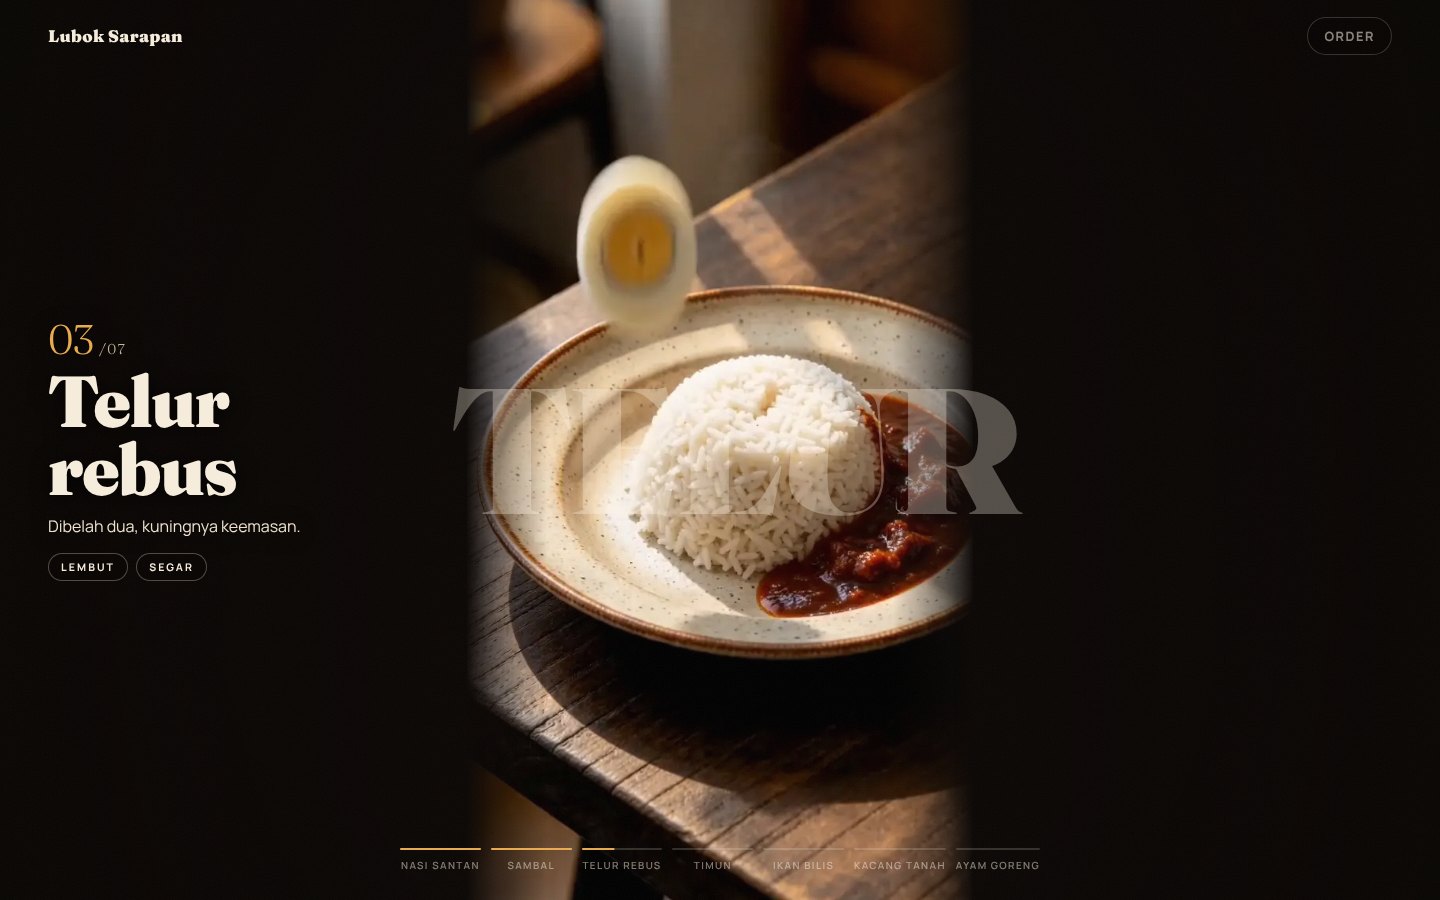 Lubok Sarapan
ORDER
03 /07
Telur
rebus
Dibelah dua, kuningnya keemasan.
LEMBUT SEGAR
TELUR
NASI SANTAN SAMBAL TELUR REBUS TIMUN IKAN BILIS KACANG TANAH AYAM GORENG